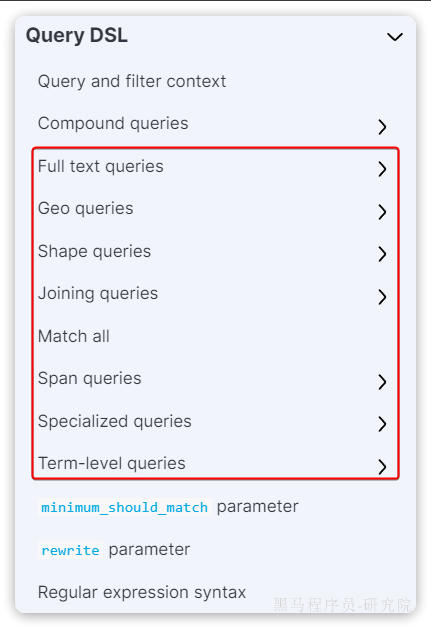 Query DSL
Query and filter context
Compound queries
Full text queries
Geo queries
Shape queries
Joining queries
Match all
Span queries
Specialized queries
Term-level queries
minimum_should_match parameter
rewrite parameter
Regular expression syntax
黑马程序员-研究院